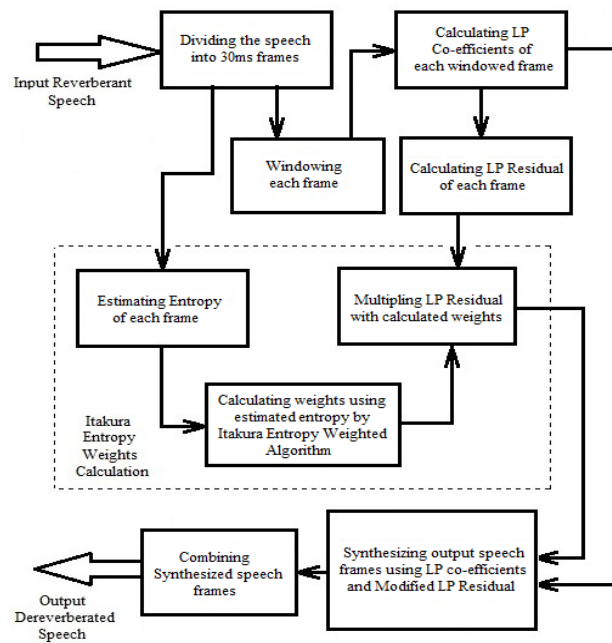 Dividing the speech
into 30ms frames
Calculating LP
Co-efficients of
each windowed frame
Input Reverberant
Speech
Windowing
each frame
Calculating LP Residual
of each frame
Estimating Entropy
of each frame
Multipling LP Residual
with calculated weights
Calculating weights using
estimated entropy by
Itakura Entropy Weighted
Algorithm
Itakura
Entropy
Weights
Calculation
Synthesizing output speech
frames using LP co-efficients
and Modified LP Residual
Combining
Synthesized speech
frames
Output
Dereverberated
Speech